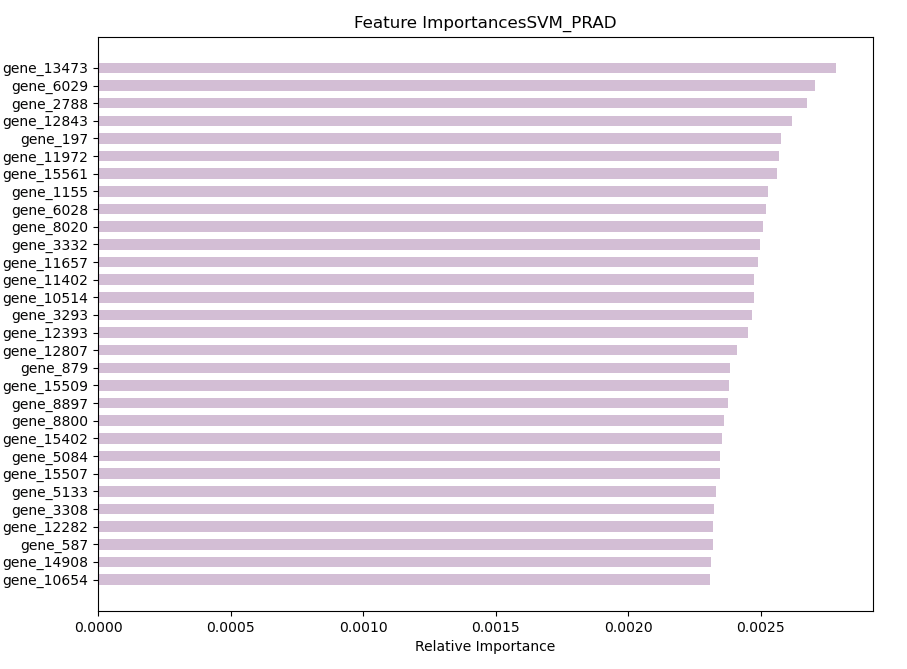 Feature ImportancesSVM_PRAD
gene_13473
gene_6029
gene_2788
gene_12843
gene_197
gene_11972
gene_15561
gene_1155
gene_6028
gene_8020
gene_3332
gene_11657
gene_11402
gene_10514
gene_3293
gene_12393
gene_12807
gene_879
gene_15509
gene_8897
gene_8800
gene_15402
gene_5084
gene_15507
gene_5133
gene_3308
gene_12282
gene_587
gene_14908
gene_10654
0.0000 0.0005 0.0010 0.0015 0.0020 0.0025
Relative Importance